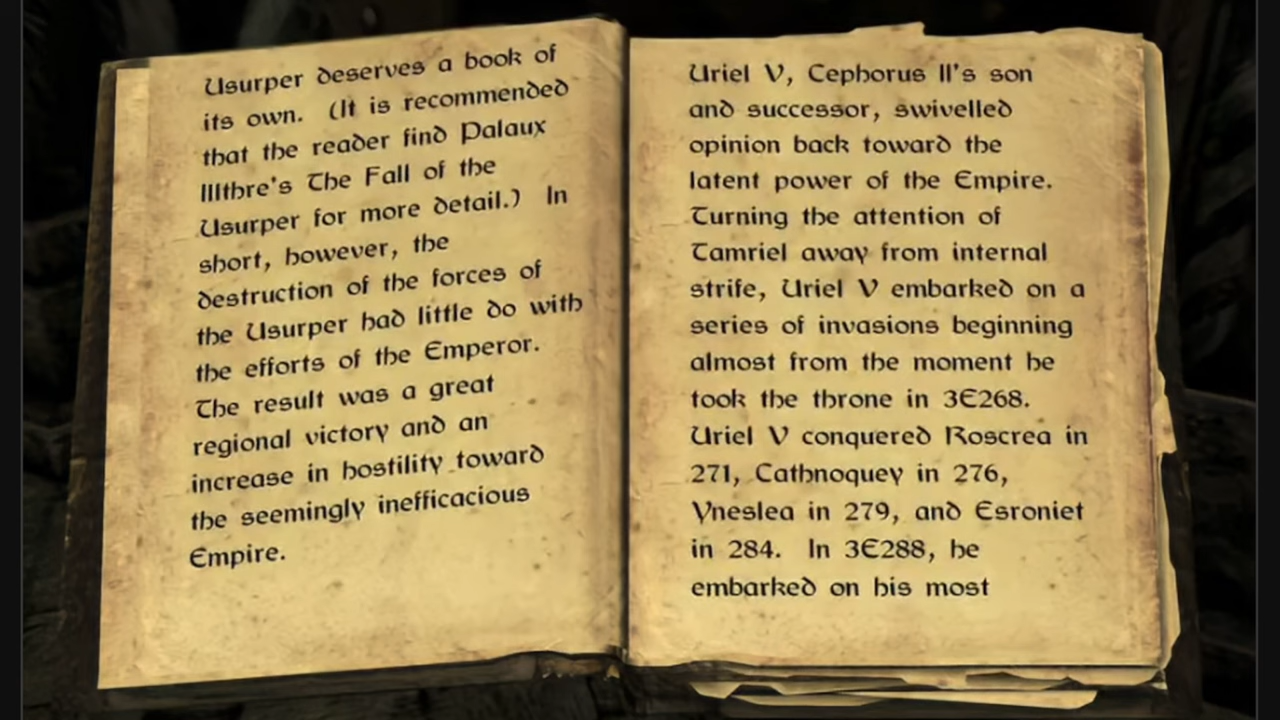 Usurper deserves a book of
its own.  (It is recommended
that the reader find Palaux
Illthre's The Fall of the
Usurper for more detail.)  In
short, however, the
destruction of the forces of
the Usurper had little do with
the efforts of the Emperor.
The result was a great
regional victory and an
increase in hostility toward
the seemingly inefficacious
Empire.
Uriel V, Cephorus II's son
and successor, swivelled
opinion back toward the
latent power of the Empire.
Turning the attention of
Tamriel away from internal
strife, Uriel V embarked on a
series of invasions beginning
almost from the moment he
took the throne in 3E268.
Uriel V conquered Roscrea in
271, Cathnoquey in 276,
Yneslea in 279, and Esroniet
in 284.  In 3E288, he
embarked on his most